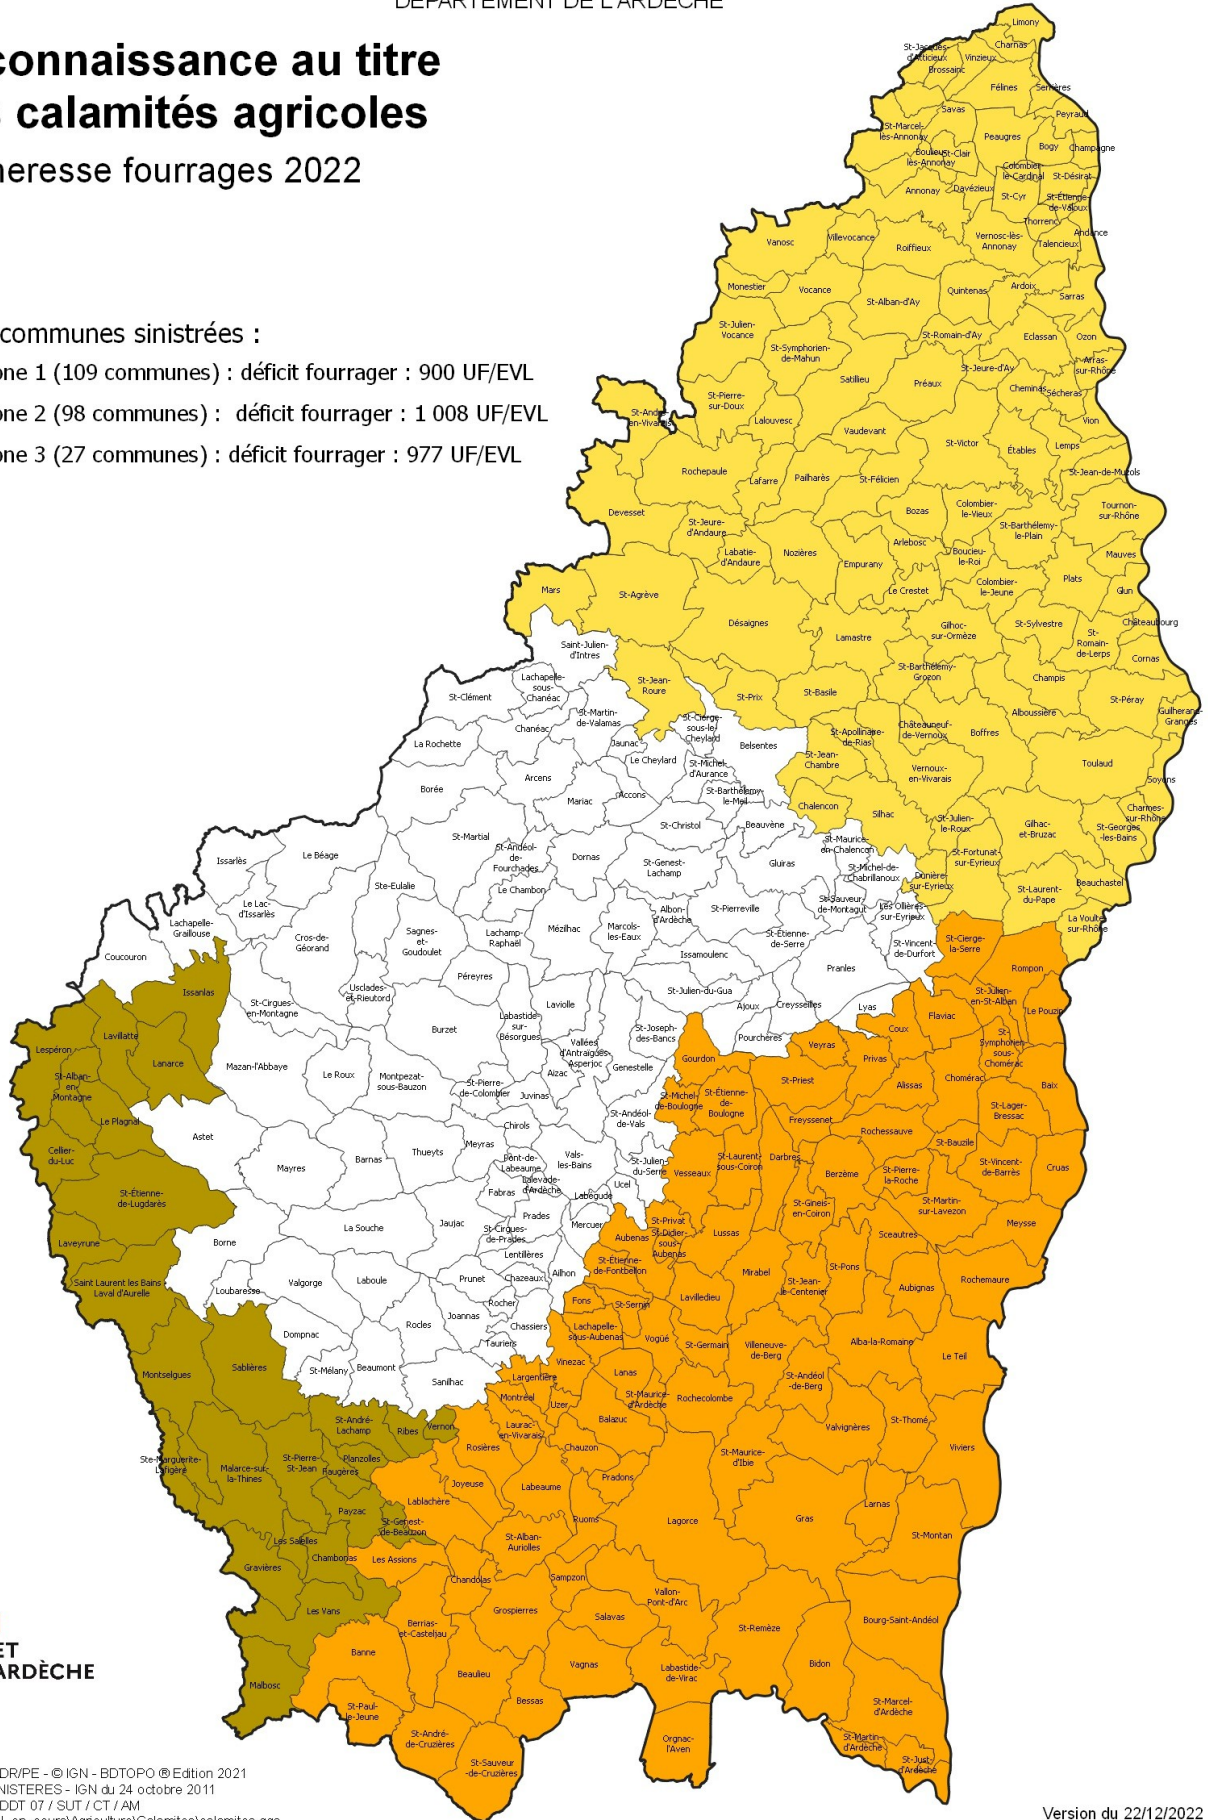 DÉPARTEMENT DE L'ARDÈCHE
connaissance au titre
s calamités agricoles
heresse fourrages 2022
communes sinistrées :
one 1 (109 communes) : déficit fourrager : 900 UF/EVL
one 2 (98 communes) : déficit fourrager : 1 008 UF/EVL
one 3 (27 communes) : déficit fourrager : 977 UF/EVL
Limony
St-Jacques-d'Atticieux
Charnas
Vinzieux
Brossainc
Félines
Serrières
Savas
Peyraud
St-Marcel-lès-Annonay
Peaugres
Bogy
Champagne
Boulieu-lès-Annonay
St-Clair
Colombier-le-Cardinal
St-Désirat
Annonay
Davézieux
St-Cyr
St-Étienne-de-Valoux
Thorrenc
Andance
Vanosc
Villevocance
Roiffieux
Vernosc-lès-Annonay
Talencieux
Monestier
Vocance
St-Alban-d'Ay
Quintenas
Ardoix
Sarras
St-Julien-Vocance
St-Symphorien-de-Mahun
St-Romain-d'Ay
Eclassan
Ozon
Arras-sur-Rhône
Satillieu
Préaux
St-Jeure-d'Ay
Cheminas
Sécheras
St-Pierre-sur-Doux
St-André-en-Vivarais
Lalouvesc
Vaudevant
St-Victor
Vion
Étables
Lemps
Rochepaule
Lafarre
Pailharès
St-Félicien
St-Jean-de-Muzols
Devesset
St-Jeure-d'Andaure
Bozas
Colombier-le-Vieux
Tournon-sur-Rhône
St-Barthélemy-le-Plain
Labatie-d'Andaure
Nozières
Empurany
Arlebosc
Boucieu-le-Roi
Mauves
Mars
St-Agrève
Le Crestet
Colombier-le-Jeune
Plats
Glun
Désaignes
Lamastre
Gilhoc-sur-Ormèze
St-Sylvestre
Châteaubourg
St-Romain-de-Lerps
Saint-Julien-d'Intres
Cornas
St-Jean-Roure
St-Prix
St-Basile
St-Barthélemy-Grozon
Champis
St-Péray
St-Clément
Lachapelle-sous-Chanéac
St-Martin-de-Valamas
Chanéac
St-Cierge-sous-le-Cheylard
St-Apollinaire-de-Rias
Châteauneuf-de-Vernoux
Boffres
Alboussière
Guilherand-Granges
La Rochette
Jaunac
Le Cheylard
Belsentes
St-Jean-Chambre
Vernoux-en-Vivarais
Toulaud
Soyons
Borée
Arcens
Mariac
Accons
St-Michel-d'Aurance
St-Barthélemy-le-Meil
Chalencon
Silhac
St-Julien-le-Roux
Gilhac-et-Bruzac
Charmes-sur-Rhône
St-Georges-les-Bains
St-Martial
St-Christol
Beauvène
St-Maurice-en-Chalencon
St-Fortunat-sur-Eyrieux
Issarlès
Le Béage
St-Andéol-de-Fourchades
Dornas
St-Genest-Lachamp
Gluiras
St-Michel-de-Chabrillanoux
Dunière-sur-Eyrieux
Beauchastel
Ste-Eulalie
Le Chambon
St-Laurent-du-Pape
Le Lac-d'Issarlès
Albon-d'Ardèche
St-Pierreville
St-Sauveur-de-Montagut
Les Ollières-sur-Eyrieux
La Voulte-sur-Rhône
Lachapelle-Graillouse
Cros-de-Géorand
Sagnes-et-Goudoulet
Lachamp-Raphaël
Mézilhac
Marcols-les-Eaux
St-Étienne-de-Serre
St-Vincent-de-Durfort
St-Cierge-la-Serre
Coucouron
Issamoulenc
Pranles
Rompon
Péreyres
Issanlas
Usclades-et-Rieutord
St-Julien-du-Gua
St-Julien-en-St-Alban
St-Cirgues-en-Montagne
Laviolle
Ajoux
Creysseilles
Lyas
Flaviac
Le Pouzin
Lavillatte
Burzet
Labastide-sur-Bésorgues
St-Joseph-des-Bancs
Pourchères
Coux
Lespéron
Lanarce
Vallées-d'Antraigues-Asperjoc
Gourdon
Veyras
Privas
St-Symphorien-sous-Chomérac
Mazan-l'Abbaye
Le Roux
Montpezat-sous-Bauzon
Aizac
Genestelle
St-Priest
Alissas
Chomérac
Baix
St-Alban-en-Montagne
St-Pierre-de-Colombier
Juvinas
St-Michel-de-Boulogne
St-Étienne-de-Boulogne
St-Lager-Bressac
Le Plagnal
Astet
Chirols
St-Andéol-de-Vals
Freyssenet
Rochessauve
St-Bauzile
Cellier-du-Luc
Mayres
Barnas
Thueyts
Meyras
Pont-de-Labeaume
Vals-les-Bains
St-Julien-du-Serre
Vesseaux
St-Laurent-sous-Coiron
Darbres
Berzème
St-Pierre-la-Roche
St-Vincent-de-Barrès
Cruas
St-Étienne-de-Lugdarès
Lalevade-d'Ardèche
Fabras
Ucel
Labégude
St-Martin-sur-Lavezon
La Souche
Jaujac
Prades
St-Cirgues-de-Prades
Mercuer
St-Privat
St-Gineis-en-Coiron
Meysse
Laveyrune
Borne
Aubenas
St-Didier-sous-Aubenas
Lussas
Sceautres
Lentillères
St-Étienne-de-Fontbellon
Mirabel
St-Pons
Saint Laurent les Bains
Laval d'Aurelle
Loubaresse
Valgorge
Laboule
Prunet
Chazeaux
Ailhon
St-Jean-le-Centenier
Aubignas
Rochemaure
Rocher
Fons
St-Sernin
Lavilledieu
Dompnac
Rocles
Joannas
Chassiers
Lachapelle-sous-Aubenas
Vogüé
St-Germain
Villeneuve-de-Berg
Alba-la-Romaine
Le Teil
Tauriers
Montselgues
Sablières
St-Mélany
Beaumont
Sanilhac
Largentière
Vinezac
Lanas
St-Andéol-de-Berg
Montréal
Uzer
St-Maurice-d'Ardèche
Rochecolombe
St-André-Lachamp
Ribes
Vernon
Laurac-en-Vivarais
Balazuc
Valvignères
St-Thomé
Ste-Marguerite-Lafigère
Malarce-sur-la-Thines
St-Pierre-St-Jean
Planzolles
Faugères
Rosières
Chauzon
St-Maurice-d'Ibie
Viviers
Joyeuse
Labeaume
Pradons
Payzac
Lablachère
Larnas
St-Genest-de-Beauzon
Ruoms
Lagorce
Gras
St-Montan
Les Salelles
Chambonas
Les Assions
St-Alban-Auriolles
Gravières
Chandolas
Sampzon
Vallon-Pont-d'Arc
Les Vans
Berrias-et-Casteljau
Grospierres
Salavas
St-Remèze
Bourg-Saint-Andéol
Banne
Beaulieu
Vagnas
Labastide-de-Virac
Bidon
Malbosc
St-Paul-le-Jeune
Bessas
St-Marcel-d'Ardèche
St-André-de-Cruzières
Orgnac-l'Aven
St-Martin-d'Ardèche
St-Just-d'Ardèche
St-Sauveur-de-Cruzières
ET
ARDÈCHE
DR/PE - © IGN - BDTOPO ® Edition 2021
NISTERES - IGN du 24 octobre 2011
DDT 07 / SUT / CT / AM
Version du 22/12/2022